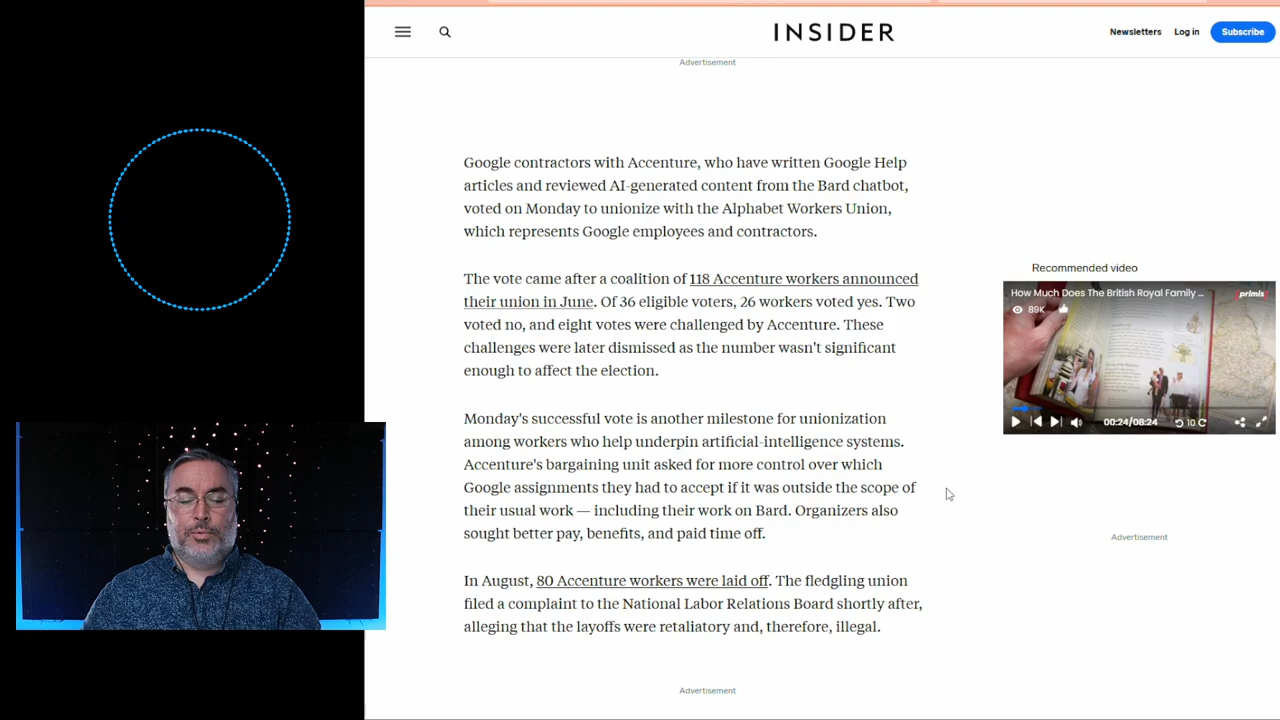 INSIDER
Newsletters Log in Subscribe
Advertisement
Google contractors with Accenture, who have written Google Help
articles and reviewed AI-generated content from the Bard chatbot,
voted on Monday to unionize with the Alphabet Workers Union,
which represents Google employees and contractors.
The vote came after a coalition of 118 Accenture workers announced
their union in June. Of 36 eligible voters, 26 workers voted yes. Two
voted no, and eight votes were challenged by Accenture. These
challenges were later dismissed as the number wasn't significant
enough to affect the election.
Monday's successful vote is another milestone for unionization
among workers who help underpin artificial-intelligence systems.
Accenture's bargaining unit asked for more control over which
Google assignments they had to accept if it was outside the scope of
their usual work — including their work on Bard. Organizers also
sought better pay, benefits, and paid time off.
In August, 80 Accenture workers were laid off. The fledgling union
filed a complaint to the National Labor Relations Board shortly after,
alleging that the layoffs were retaliatory and, therefore, illegal.
Advertisement
Recommended video
How Much Does The British Royal Family ...
primis
89K
00:24/08:24
10
Advertisement